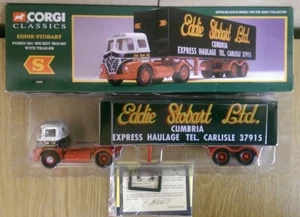 CORGI
CLASSICS
EDDIE STOBART
FODEN S21 'MICKEY MOUSE'
WITH TRAILER
S
Eddie Stobart Ltd.
CUMBRIA
EXPRESS HAULAGE TEL. CARLISLE 37915
Eddie Stobart Ltd.
CUMBRIA
EXPRESS HAULAGE TEL. CARLISLE 37915